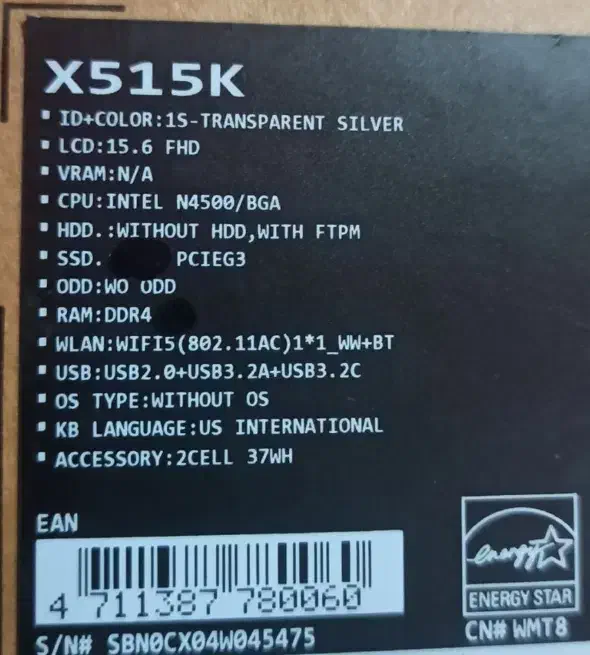 X515K
▪ ID+COLOR:1S-TRANSPARENT SILVER
▪ LCD:15.6 FHD
▪ VRAM:N/A
▪ CPU:INTEL N4500/BGA
▪ HDD.:WITHOUT HDD,WITH FTPM
▪ SSD. PCIEG3
▪ ODD:WO ODD
▪ RAM:DDR4
▪ WLAN:WIFI5(802.11AC)1*1_WW+BT
▪ USB:USB2.0+USB3.2A+USB3.2C
▪ OS TYPE:WITHOUT OS
▪ KB LANGUAGE:US INTERNATIONAL
▪ ACCESSORY:2CELL 37WH
EAN
4 711387 780060
S/N# SBN0CX04W045475
energy
ENERGY STAR
CN# WMT8